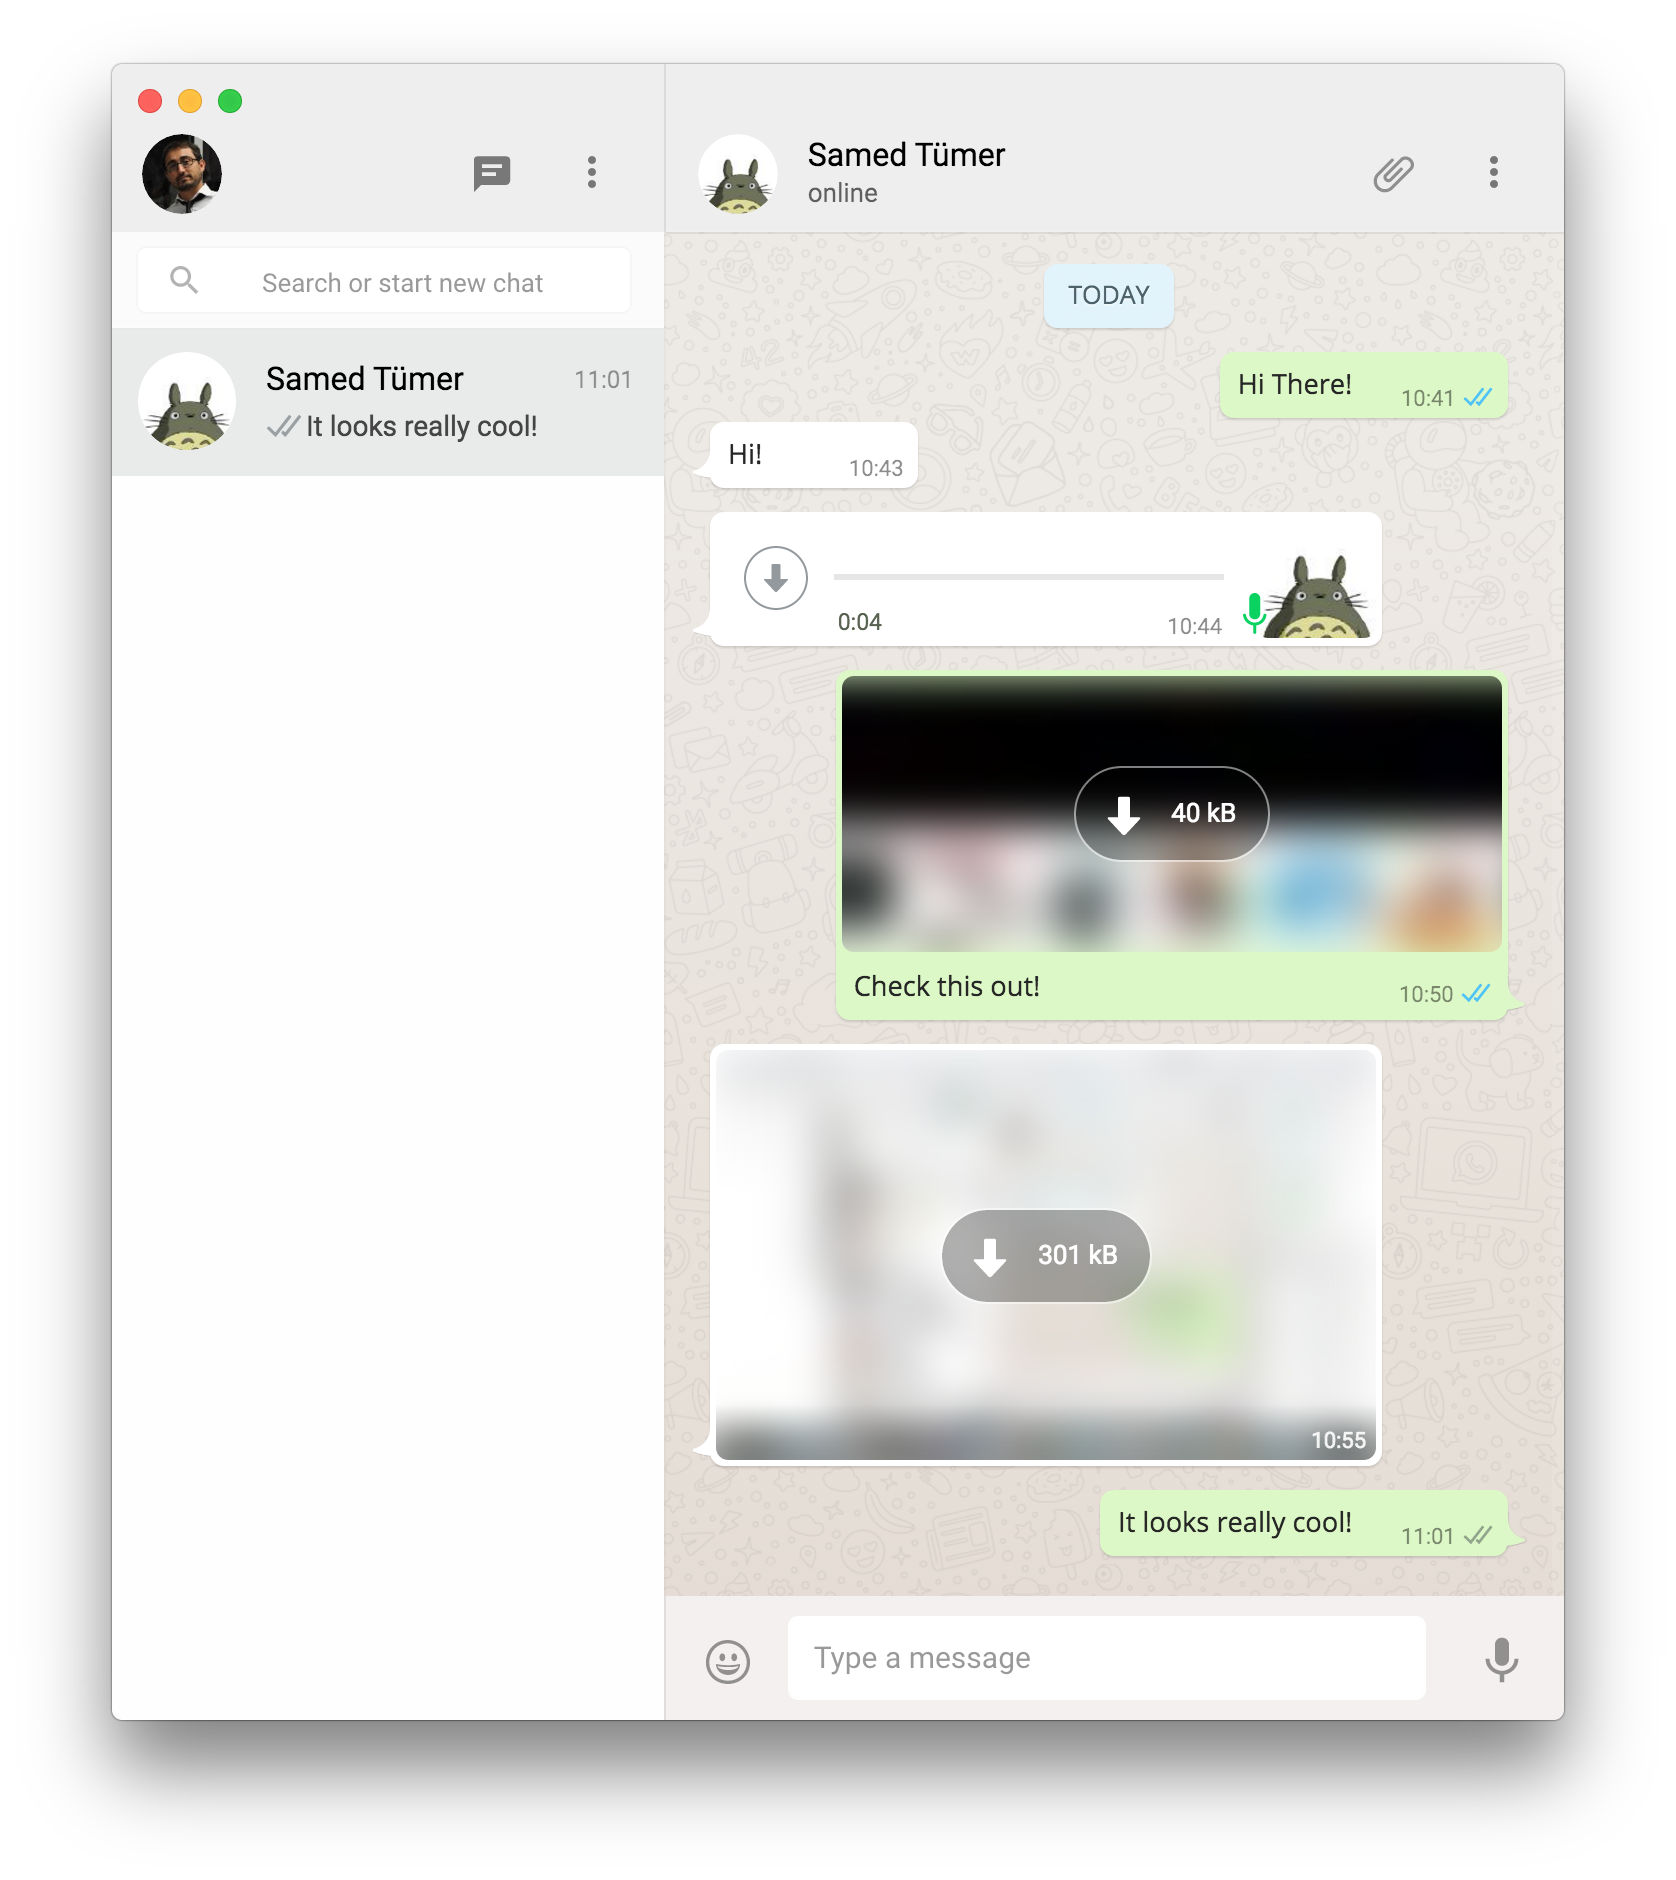 Samed Tümer
online
Search or start new chat
Samed Tümer
11:01
It looks really cool!
TODAY
Hi There!
10:41
Hi!
10:43
0:04
10:44
40 kB
Check this out!
10:50
301 kB
10:55
It looks really cool!
11:01
Type a message